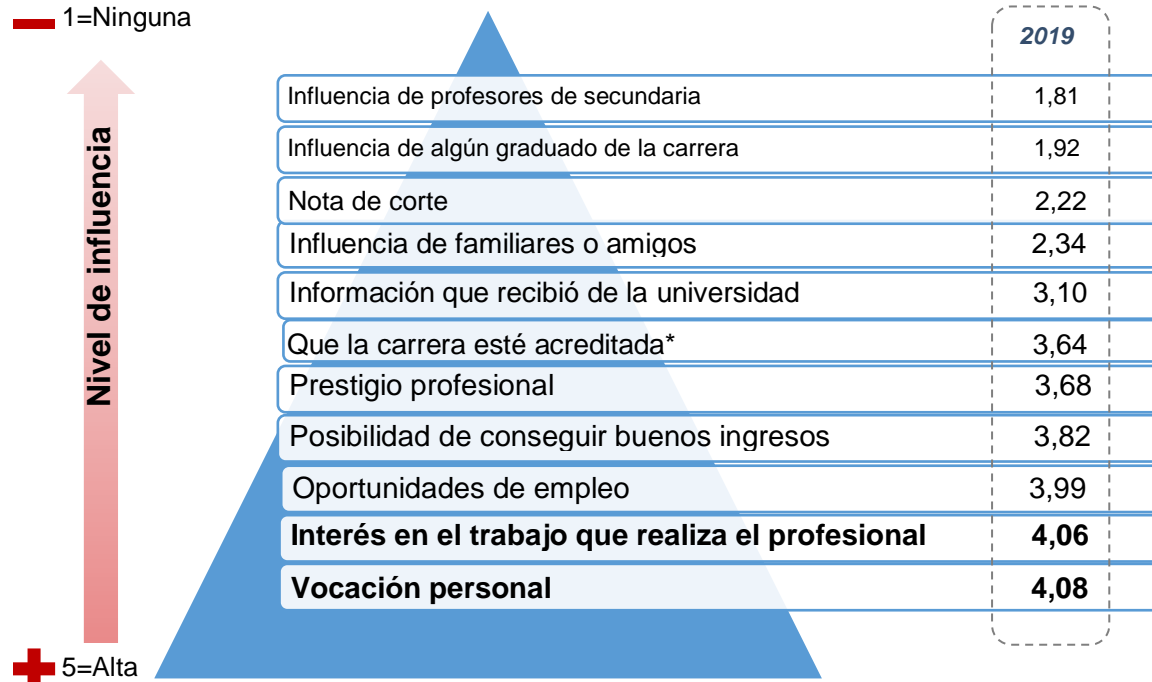 1=Ninguna
2019
Influencia de profesores de secundaria 1,81
Influencia de algún graduado de la carrera 1,92
Nota de corte 2,22
Influencia de familiares o amigos 2,34
Información que recibió de la universidad 3,10
Que la carrera esté acreditada* 3,64
Prestigio profesional 3,68
Posibilidad de conseguir buenos ingresos 3,82
Oportunidades de empleo 3,99
Interés en el trabajo que realiza el profesional 4,06
Vocación personal 4,08
Nivel de influencia
5=Alta